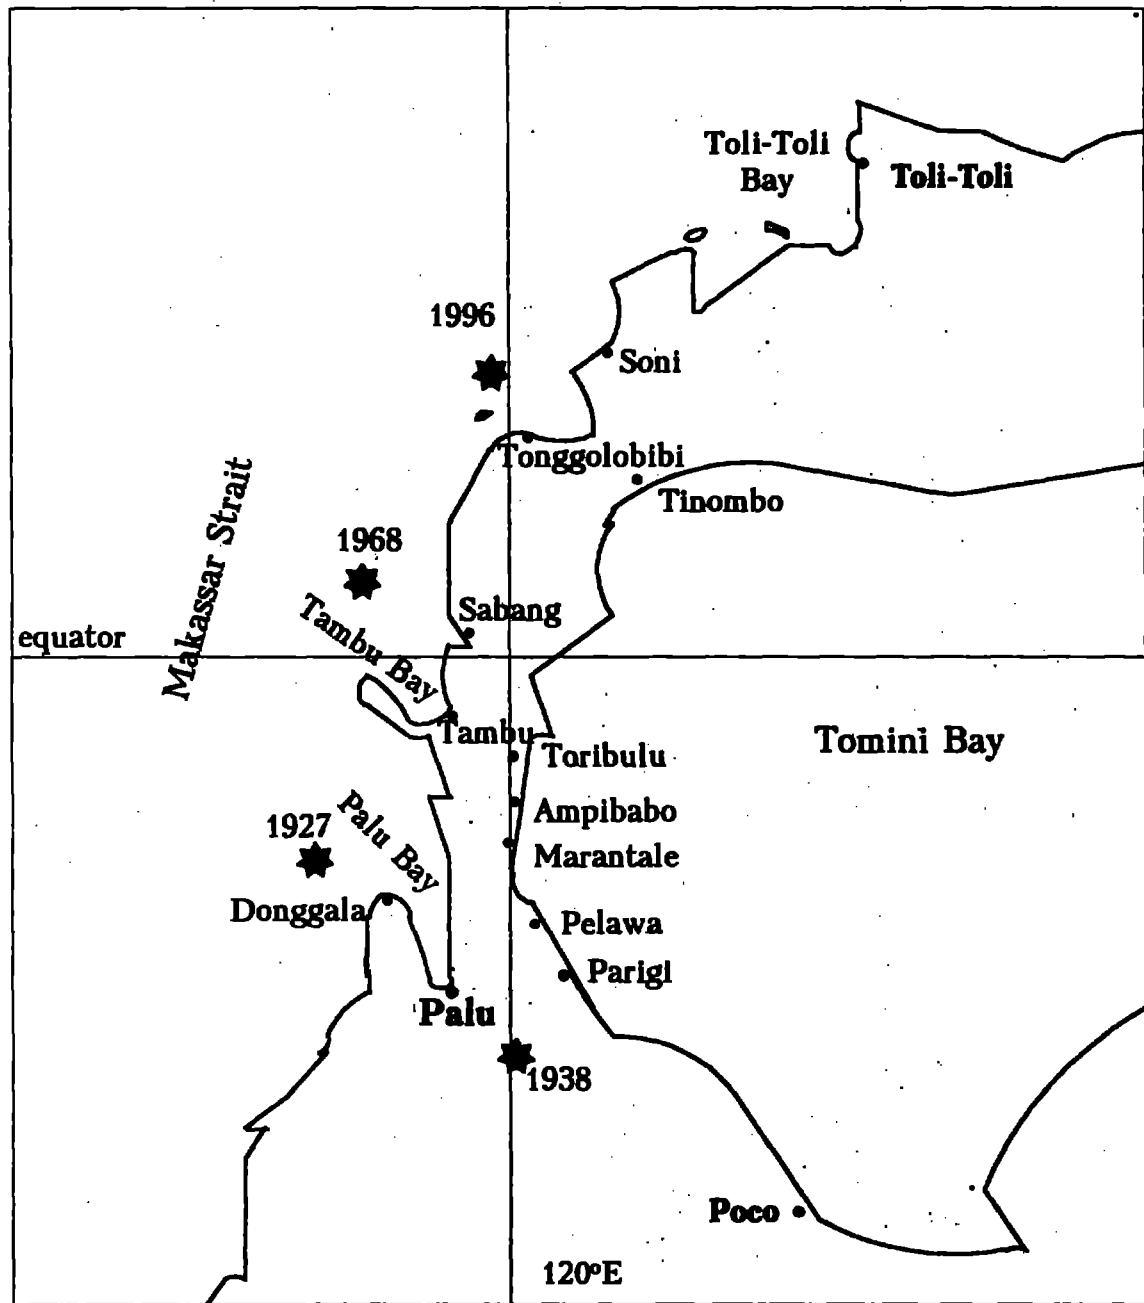 Toli-Toli
Bay
Toli-Toli
1996
Soni
Tonggolobibi
Tinombo
Makassar Strait
1968
Sabang
Tambu Bay
equator
Tambu
Toribulu
Tomini Bay
Ampibabo
Palu Bay
1927
Marantale
Donggala
Pelawa
Parigi
Palu
1938
Poco
120°E